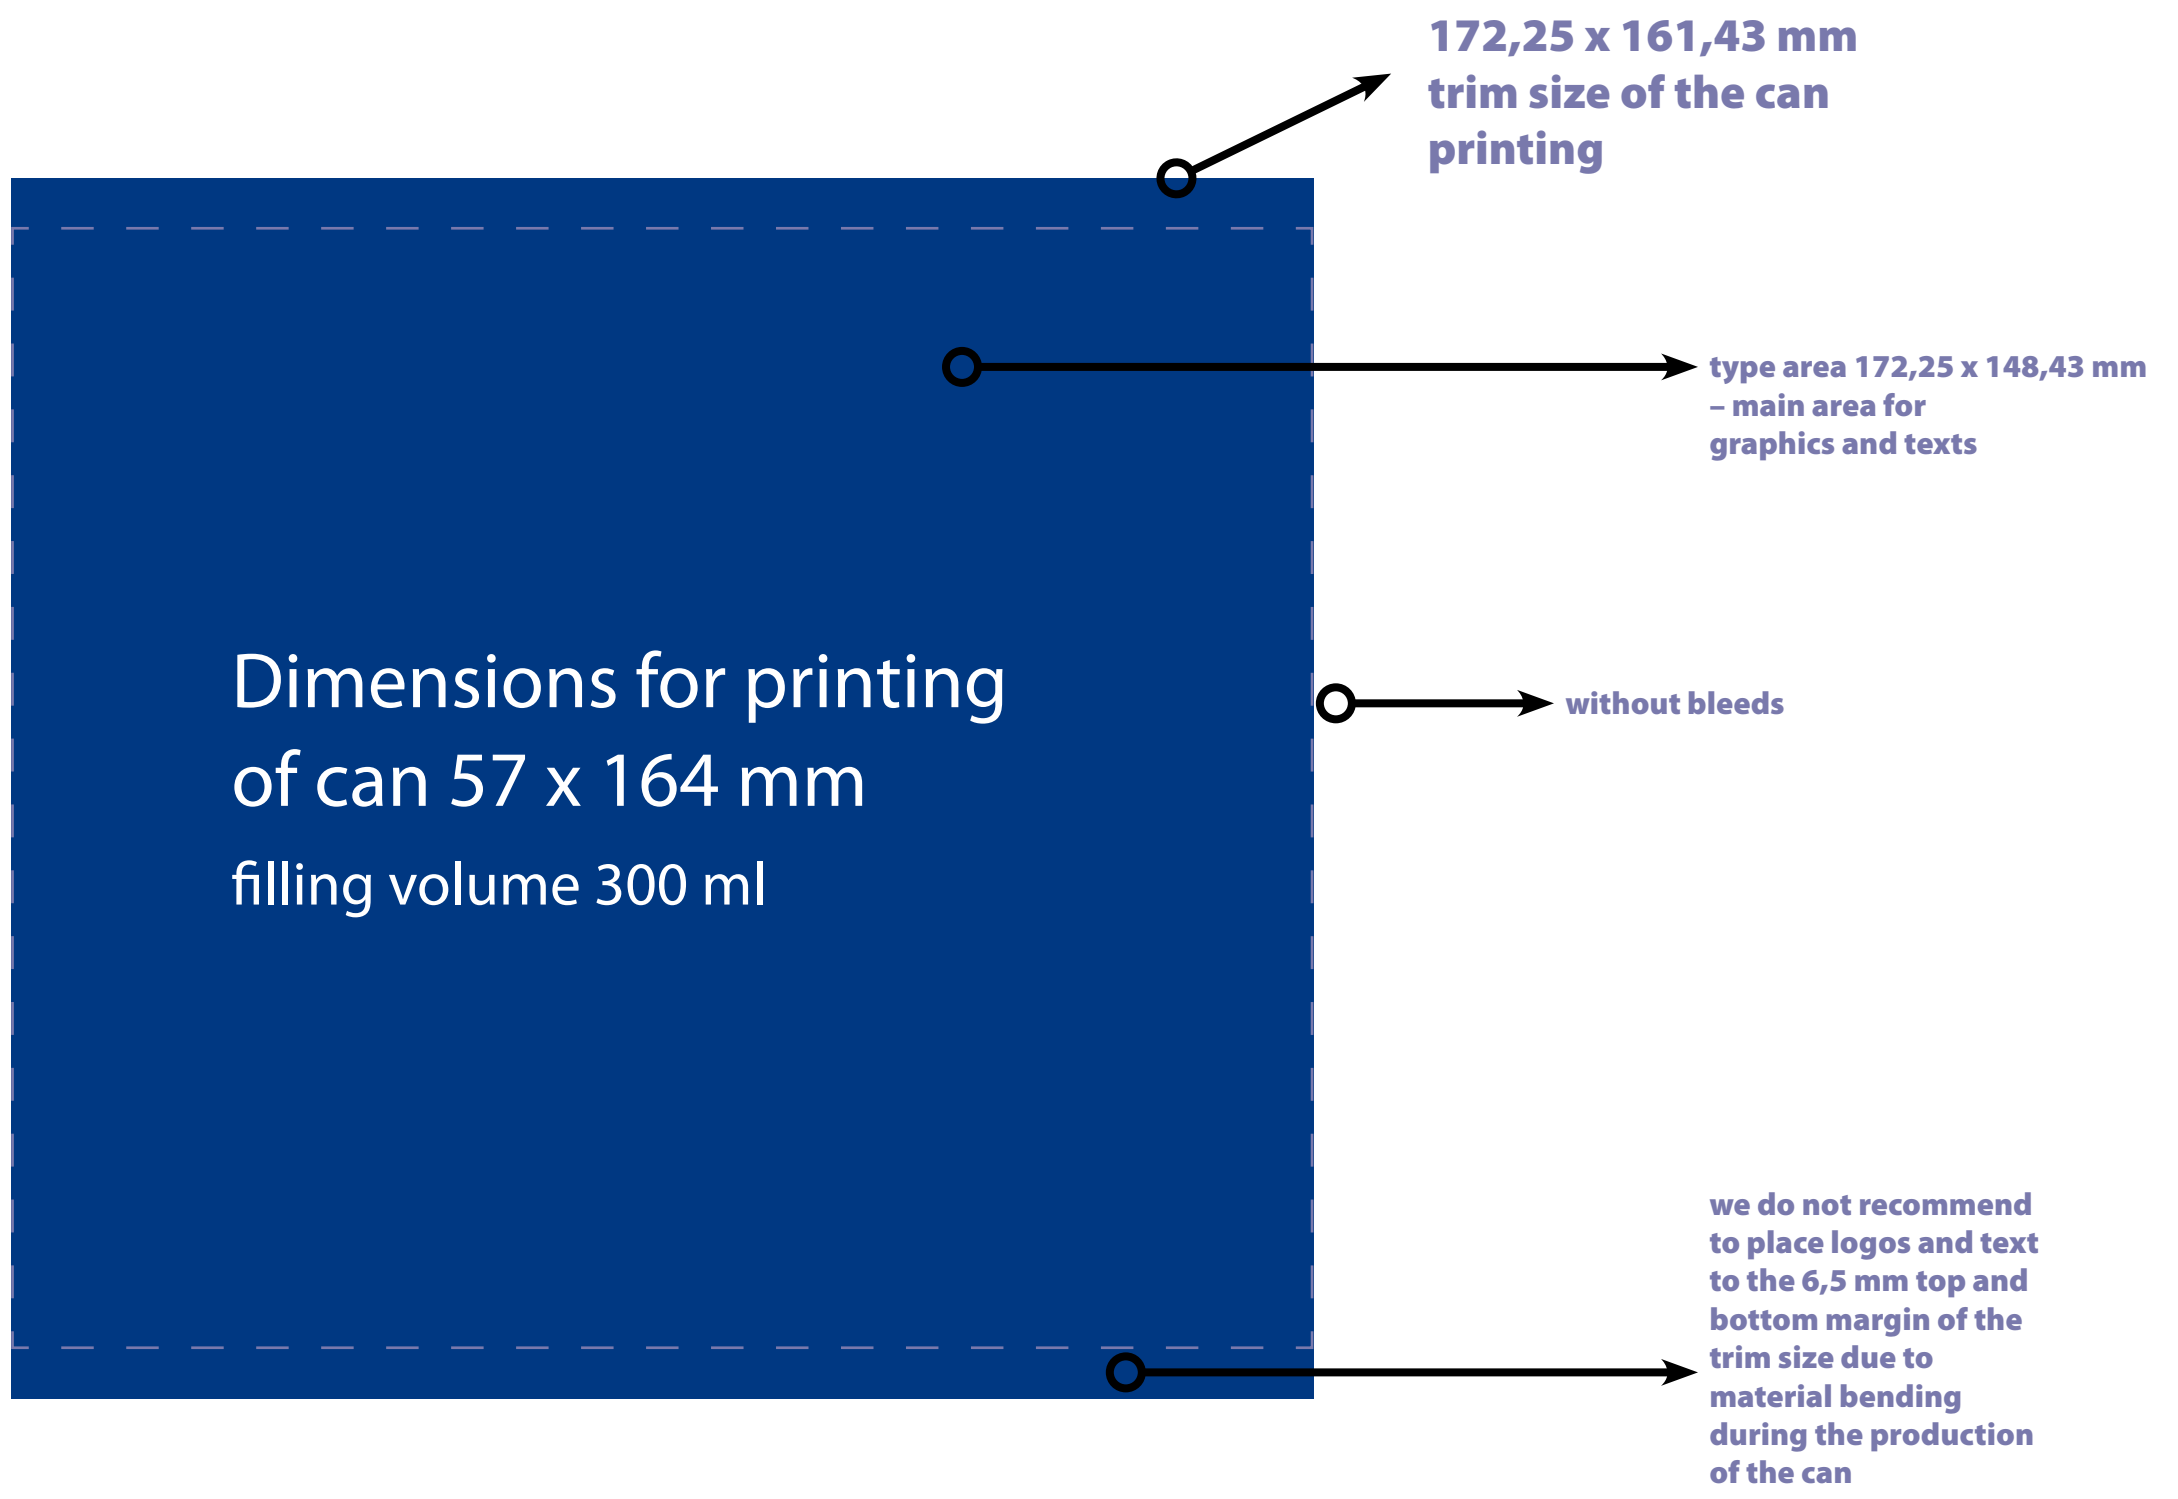 172,25 x 161,43 mm
trim size of the can
printing
type area 172,25 x 148,43 mm
– main area for
graphics and texts
Dimensions for printing
of can 57 x 164 mm
filling volume 300 ml
without bleeds
we do not recommend
to place logos and text
to the 6,5 mm top and
bottom margin of the
trim size due to
material bending
during the production
of the can